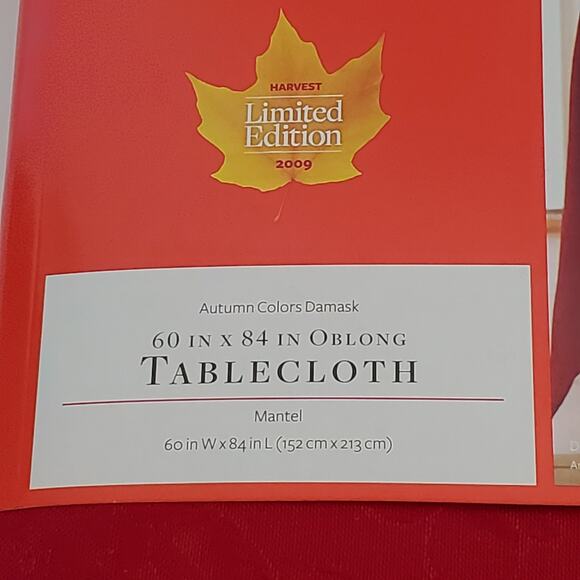 HARVEST
Limited
Edition
2009
Autumn Colors Damask
60 IN X 84 IN OBLONG
TABLECLOTH
Mantel
60 in W x 84 in L (152 cm x 213 cm)